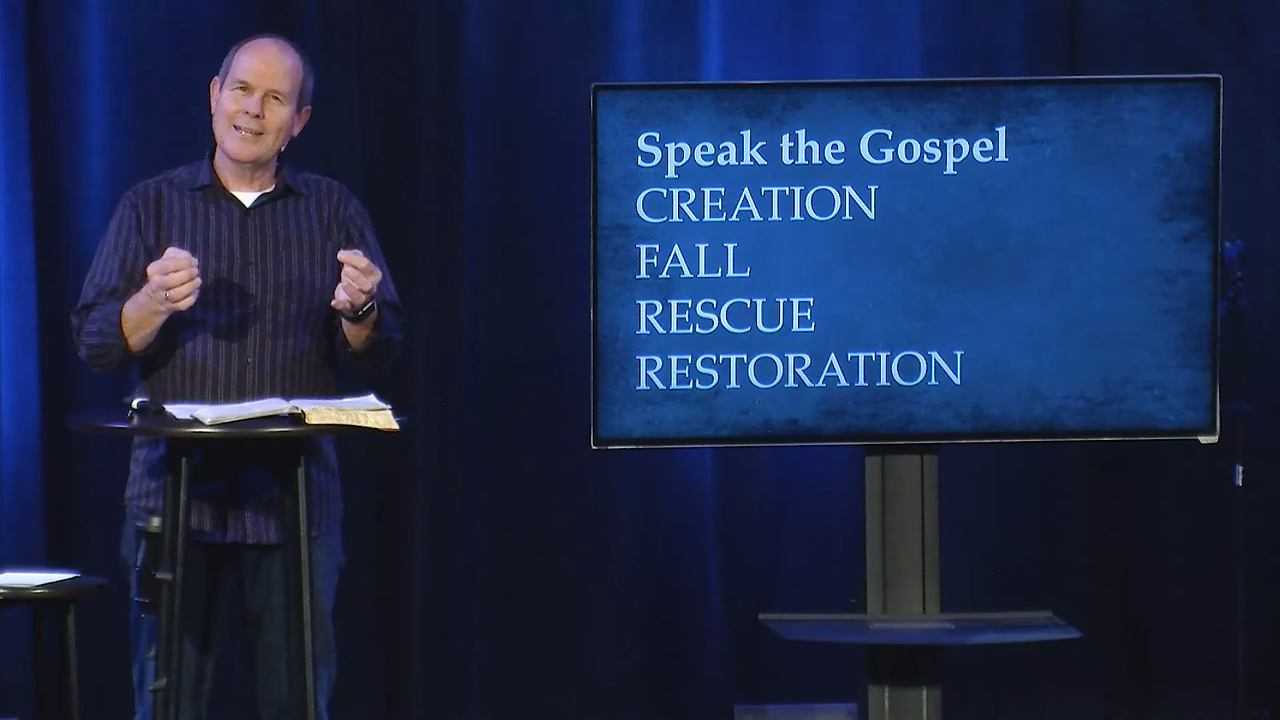 Speak the Gospel
CREATION
FALL
RESCUE
RESTORATION